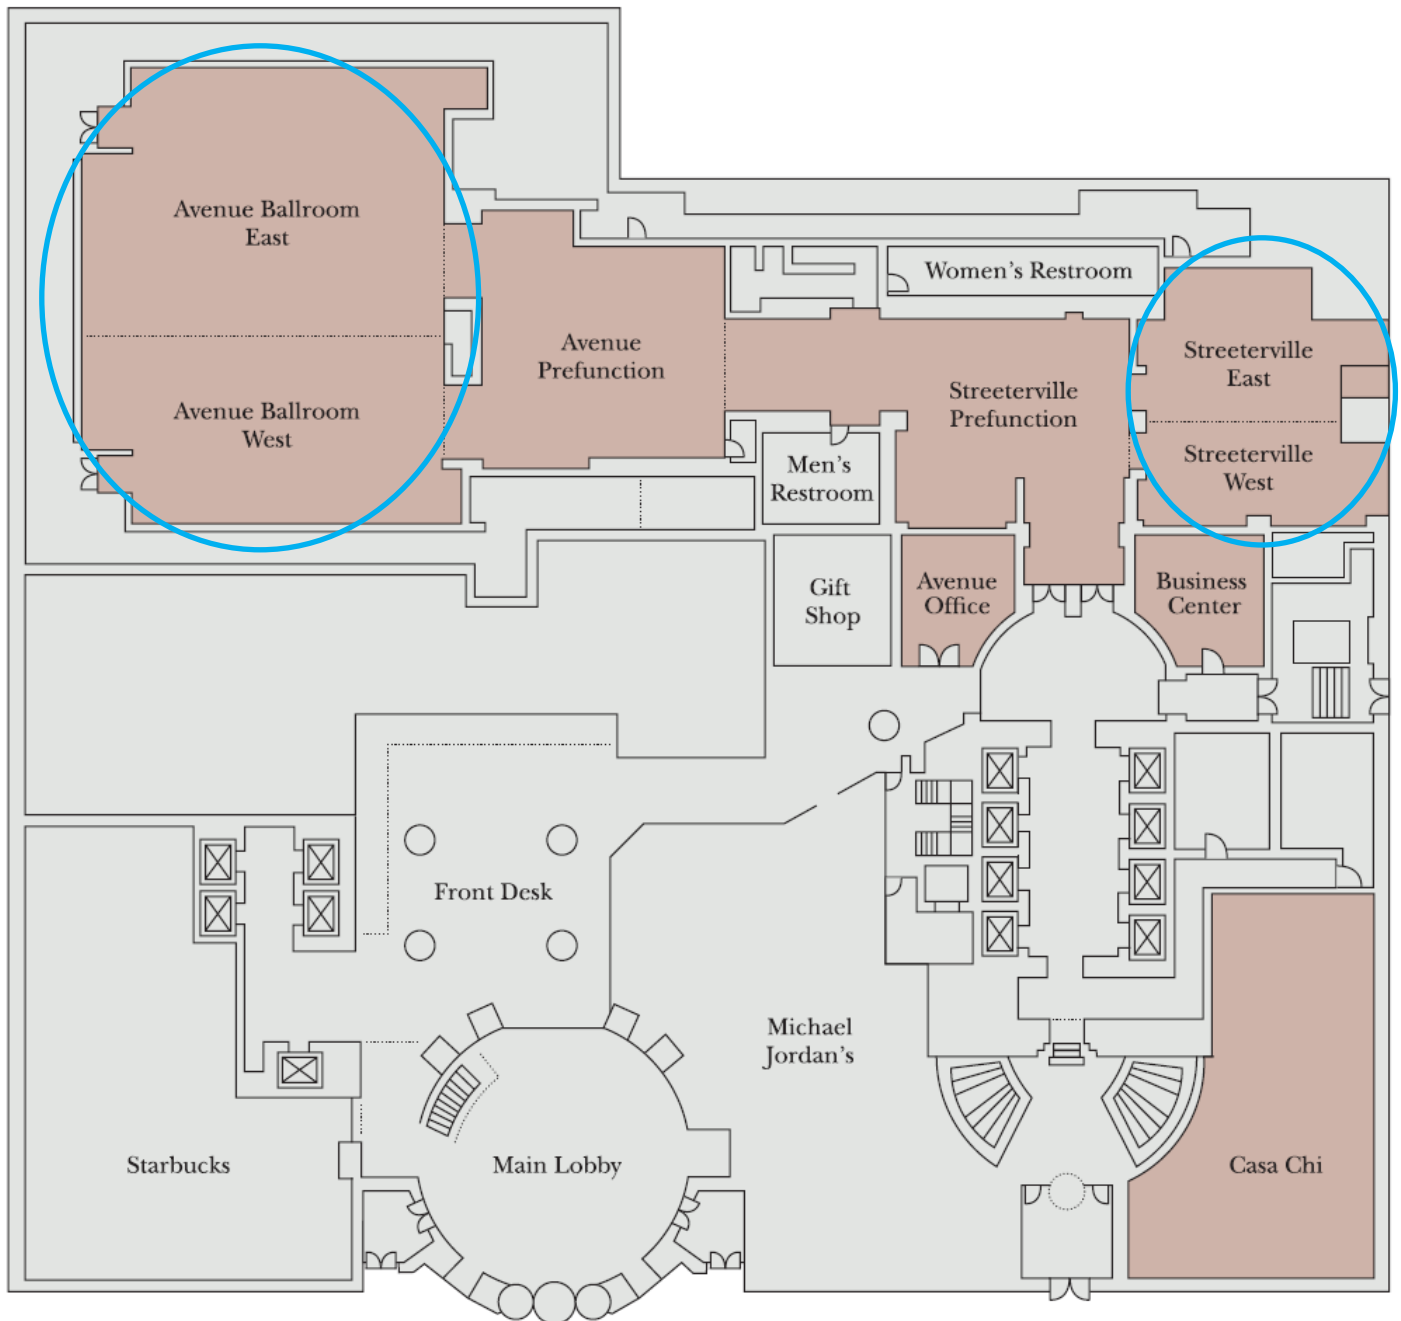 Avenue Ballroom
East
Avenue Ballroom
West
Avenue
Prefunction
Women's Restroom
Streeterville
East
Streeterville
Prefunction
Streeterville
West
Men's
Restroom
Gift
Shop
Avenue
Office
Business
Center
Front Desk
Michael
Jordan's
Starbucks
Main Lobby
Casa Chi